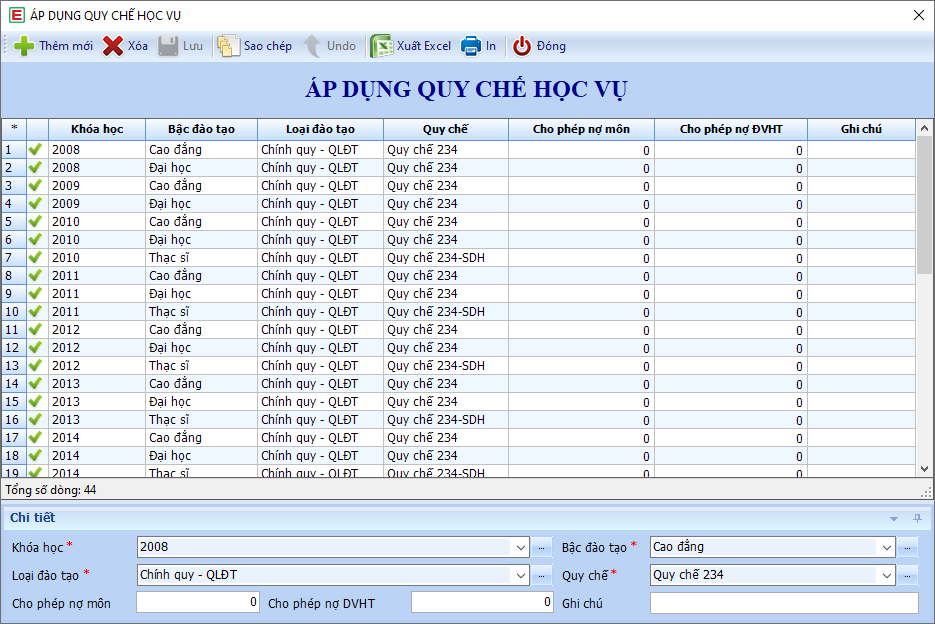 ÁP DỤNG QUY CHẾ HỌC VỤ
Thêm mới Xóa Lưu Sao chép Undo Xuất Excel In Đóng
ÁP DỤNG QUY CHẾ HỌC VỤ
* Khóa học Bậc đào tạo Loại đào tạo Quy chế Cho phép nợ môn Cho phép nợ ĐVHT Ghi chú
1 2008 Cao đẳng Chính quy - QLĐT Quy chế 234 0 0
2 2008 Đại học Chính quy - QLĐT Quy chế 234 0 0
3 2009 Cao đẳng Chính quy - QLĐT Quy chế 234 0 0
4 2009 Đại học Chính quy - QLĐT Quy chế 234 0 0
5 2010 Cao đẳng Chính quy - QLĐT Quy chế 234 0 0
6 2010 Đại học Chính quy - QLĐT Quy chế 234 0 0
7 2010 Thạc sĩ Chính quy - QLĐT Quy chế 234-SDH 0 0
8 2011 Cao đẳng Chính quy - QLĐT Quy chế 234 0 0
9 2011 Đại học Chính quy - QLĐT Quy chế 234 0 0
10 2011 Thạc sĩ Chính quy - QLĐT Quy chế 234-SDH 0 0
11 2012 Cao đẳng Chính quy - QLĐT Quy chế 234 0 0
12 2012 Đại học Chính quy - QLĐT Quy chế 234 0 0
13 2012 Thạc sĩ Chính quy - QLĐT Quy chế 234-SDH 0 0
14 2013 Cao đẳng Chính quy - QLĐT Quy chế 234 0 0
15 2013 Đại học Chính quy - QLĐT Quy chế 234 0 0
16 2013 Thạc sĩ Chính quy - QLĐT Quy chế 234-SDH 0 0
17 2014 Cao đẳng Chính quy - QLĐT Quy chế 234 0 0
18 2014 Đại học Chính quy - QLĐT Quy chế 234 0 0
19 2014 Thạc sĩ Chính quy - QLĐT Quy chế 234-SDH 0 0
Tổng số dòng: 44
Chi tiết
Khóa học * 2008 ... Bậc đào tạo * Cao đẳng ...
Loại đào tạo * Chính quy - QLĐT ... Quy chế * Quy chế 234 ...
Cho phép nợ môn 0 Cho phép nợ DVHT 0 Ghi chú